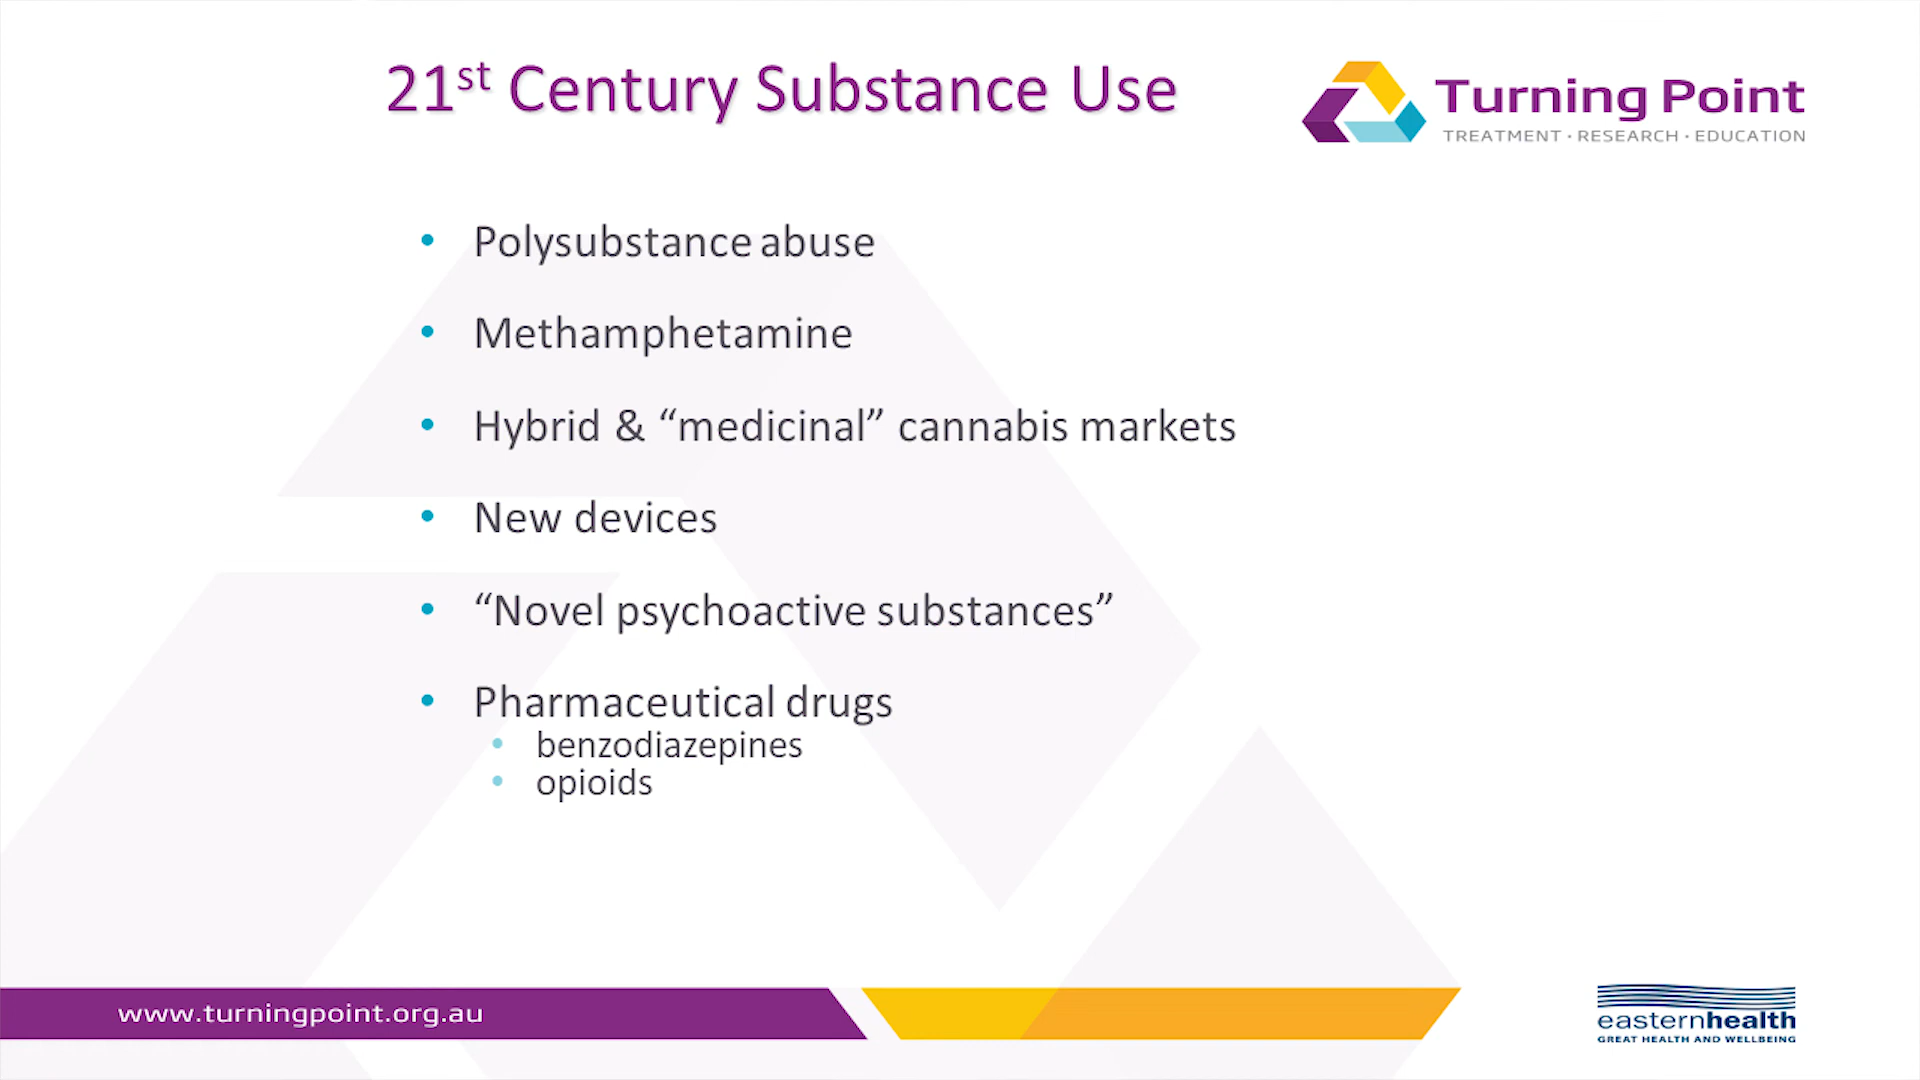 21st Century Substance Use
Turning Point
TREATMENT · RESEARCH · EDUCATION
• Polysubstance abuse
• Methamphetamine
• Hybrid & “medicinal” cannabis markets
• New devices
• “Novel psychoactive substances”
• Pharmaceutical drugs
• benzodiazepines
• opioids
www.turningpoint.org.au
easternhealth
GREAT HEALTH AND WELLBEING